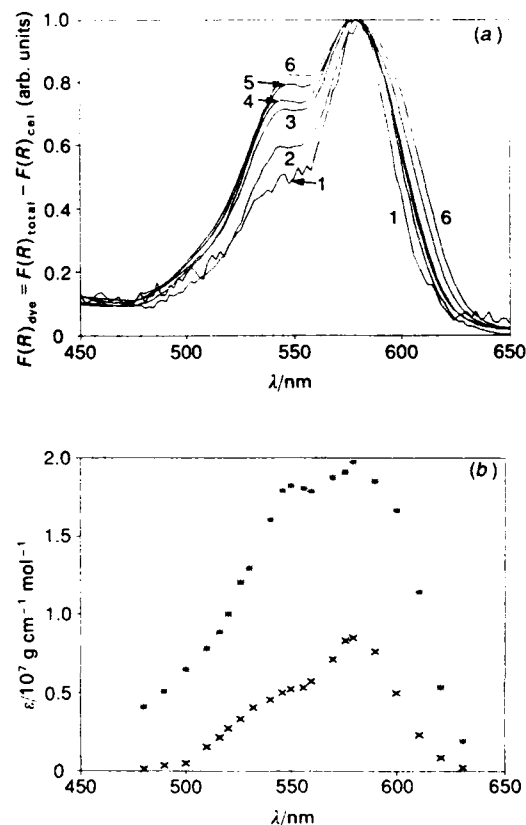 (a)
F(R)dye = F(R)total − F(R)cel (arb. units)
1.0
0.8
0.6
0.4
0.2
0
6
5
4
3
2
1
1
6
450 500 550 600 650
λ/nm
(b)
ε/10⁷ g cm⁻¹ mol⁻¹
2.0
1.5
1.0
0.5
0
450 500 550 600 650
λ/nm